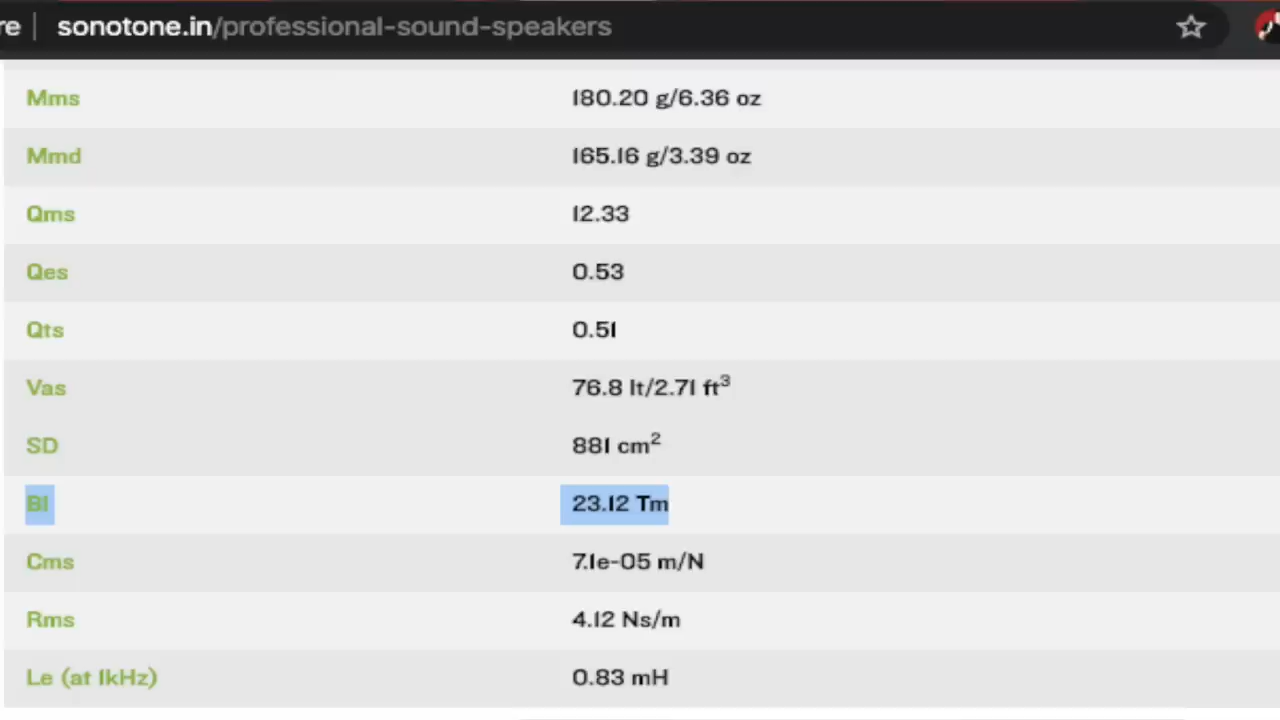 re | sonotone.in/professional-sound-speakers
Mms 180.20 g/6.36 oz
Mmd 165.16 g/3.39 oz
Qms 12.33
Qes 0.53
Qts 0.51
Vas 76.8 lt/2.71 ft³
SD 881 cm²
Bl 23.12 Tm
Cms 7.1e-05 m/N
Rms 4.12 Ns/m
Le (at 1kHz) 0.83 mH